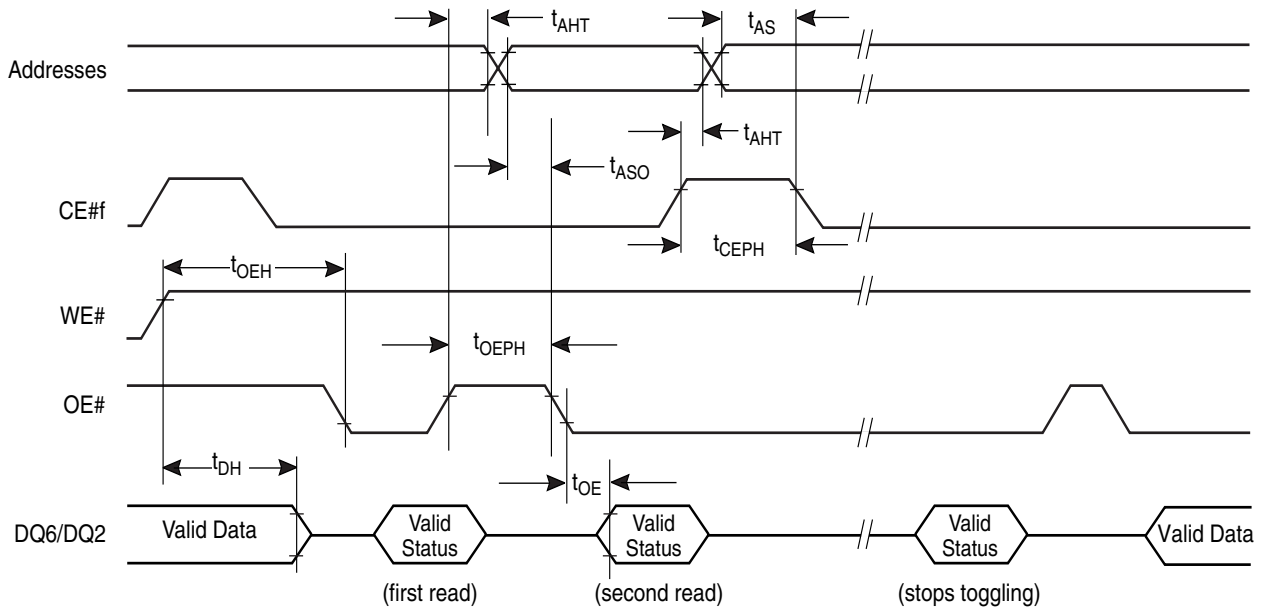 tAHT
tAS
Addresses
tAHT
tASO
CE#f
tCEPH
tOEH
WE#
tOEPH
OE#
tDH
tOE
DQ6/DQ2
Valid Data
Valid
Status
Valid
Status
Valid
Status
Valid Data
(first read)
(second read)
(stops toggling)